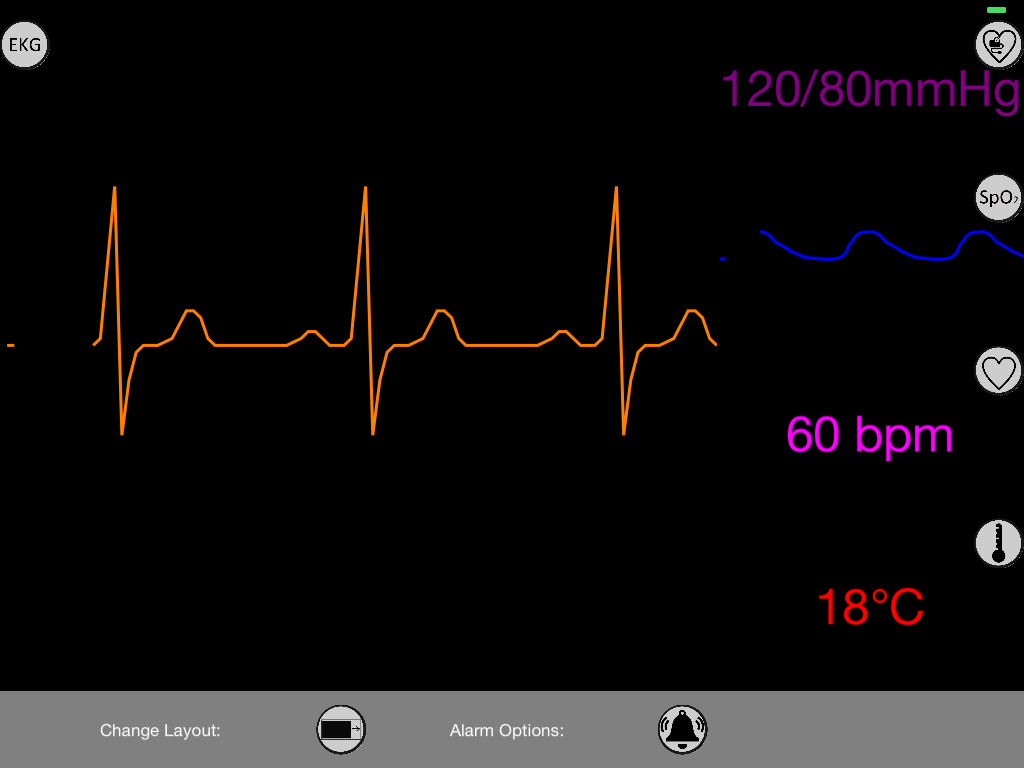 EKG
120/80mmHg
SpO₂
60 bpm
18°C
Change Layout:
Alarm Options: